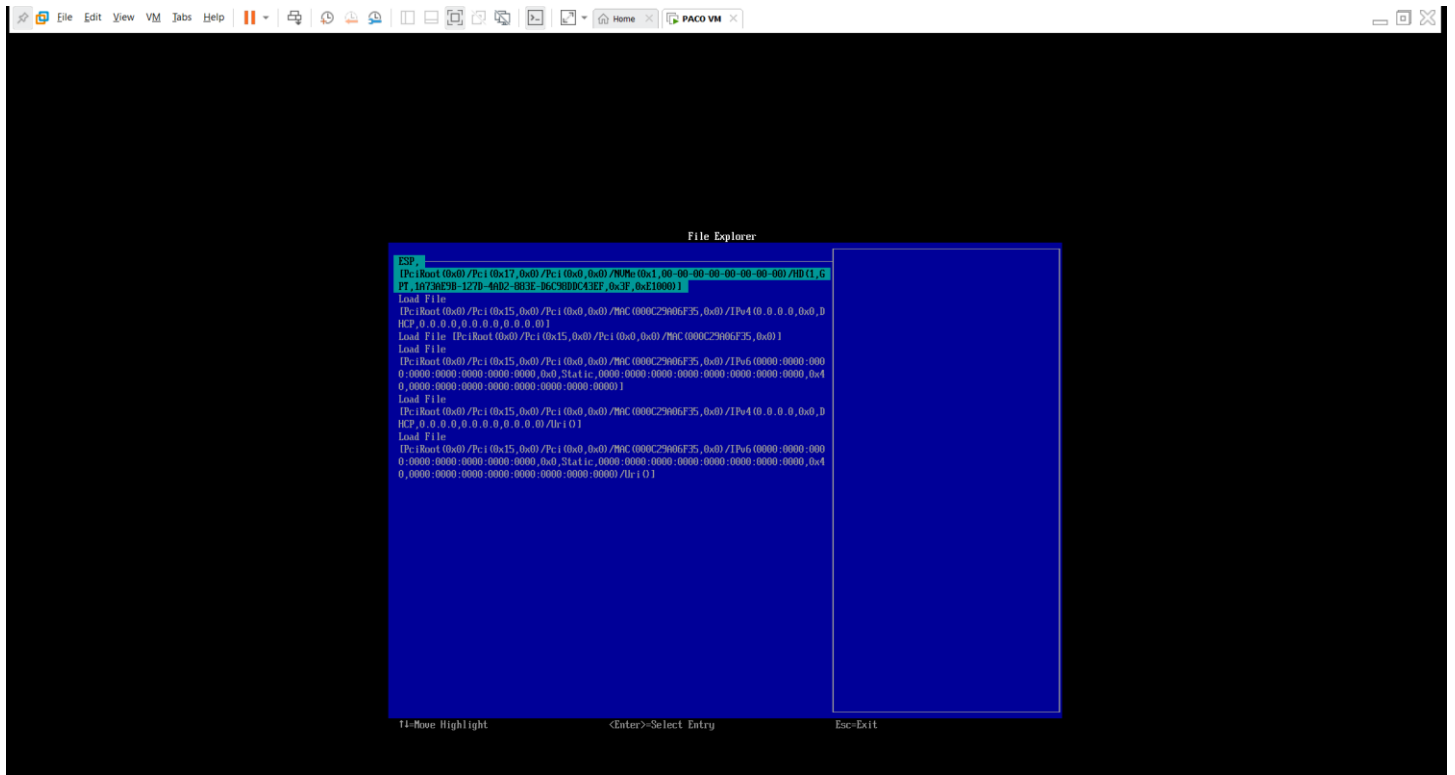 File Edit View VM Tabs Help Home PACO VM
File Explorer
ESP,
[PciRoot(0x0)/Pci(0x17,0x0)/Pci(0x0,0x0)/NVMe(0x1,00-00-00-00-00-00-00-00)/HD(1,G
PT,1A73AE9B-127D-4AD2-883E-D6C98DDC43EF,0x3F,0xE1000)]
Load File
[PciRoot(0x0)/Pci(0x15,0x0)/Pci(0x0,0x0)/MAC(000C29A06F35,0x0)/IPv4(0.0.0.0,0x0,D
HCP,0.0.0.0,0.0.0.0,0.0.0.0)]
Load File [PciRoot(0x0)/Pci(0x15,0x0)/Pci(0x0,0x0)/MAC(000C29A06F35,0x0)]
Load File
[PciRoot(0x0)/Pci(0x15,0x0)/Pci(0x0,0x0)/MAC(000C29A06F35,0x0)/IPv6(0000:0000:000
0:0000:0000:0000:0000:0000,0x0,Static,0000:0000:0000:0000:0000:0000:0000:0000,0x4
0,0000:0000:0000:0000:0000:0000:0000:0000)]
Load File
[PciRoot(0x0)/Pci(0x15,0x0)/Pci(0x0,0x0)/MAC(000C29A06F35,0x0)/IPv4(0.0.0.0,0x0,D
HCP,0.0.0.0,0.0.0.0,0.0.0.0)/Uri()]
Load File
[PciRoot(0x0)/Pci(0x15,0x0)/Pci(0x0,0x0)/MAC(000C29A06F35,0x0)/IPv6(0000:0000:000
0:0000:0000:0000:0000:0000,0x0,Static,0000:0000:0000:0000:0000:0000:0000:0000,0x4
0,0000:0000:0000:0000:0000:0000:0000:0000)/Uri()]
↑↓=Move Highlight <Enter>=Select Entry Esc=Exit